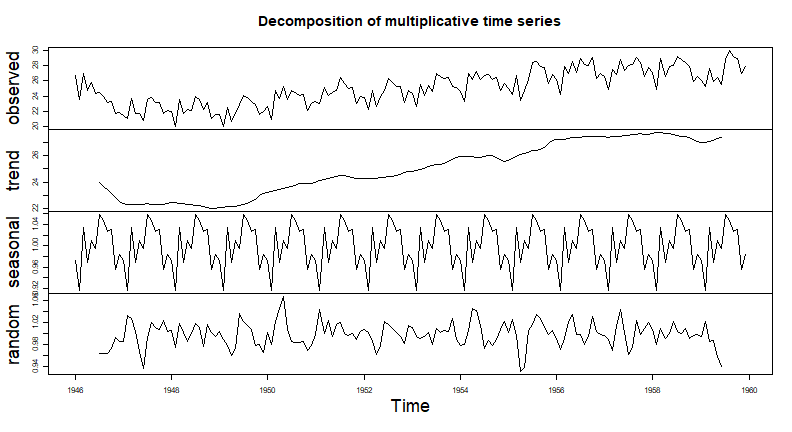 Decomposition of multiplicative time series
observed
20 22 24 26 28 30
trend
22 24 26
seasonal
0.92 0.96 1.00 1.04
random
0.94 0.98 1.02 1.06
1946 1948 1950 1952 1954 1956 1958 1960
Time